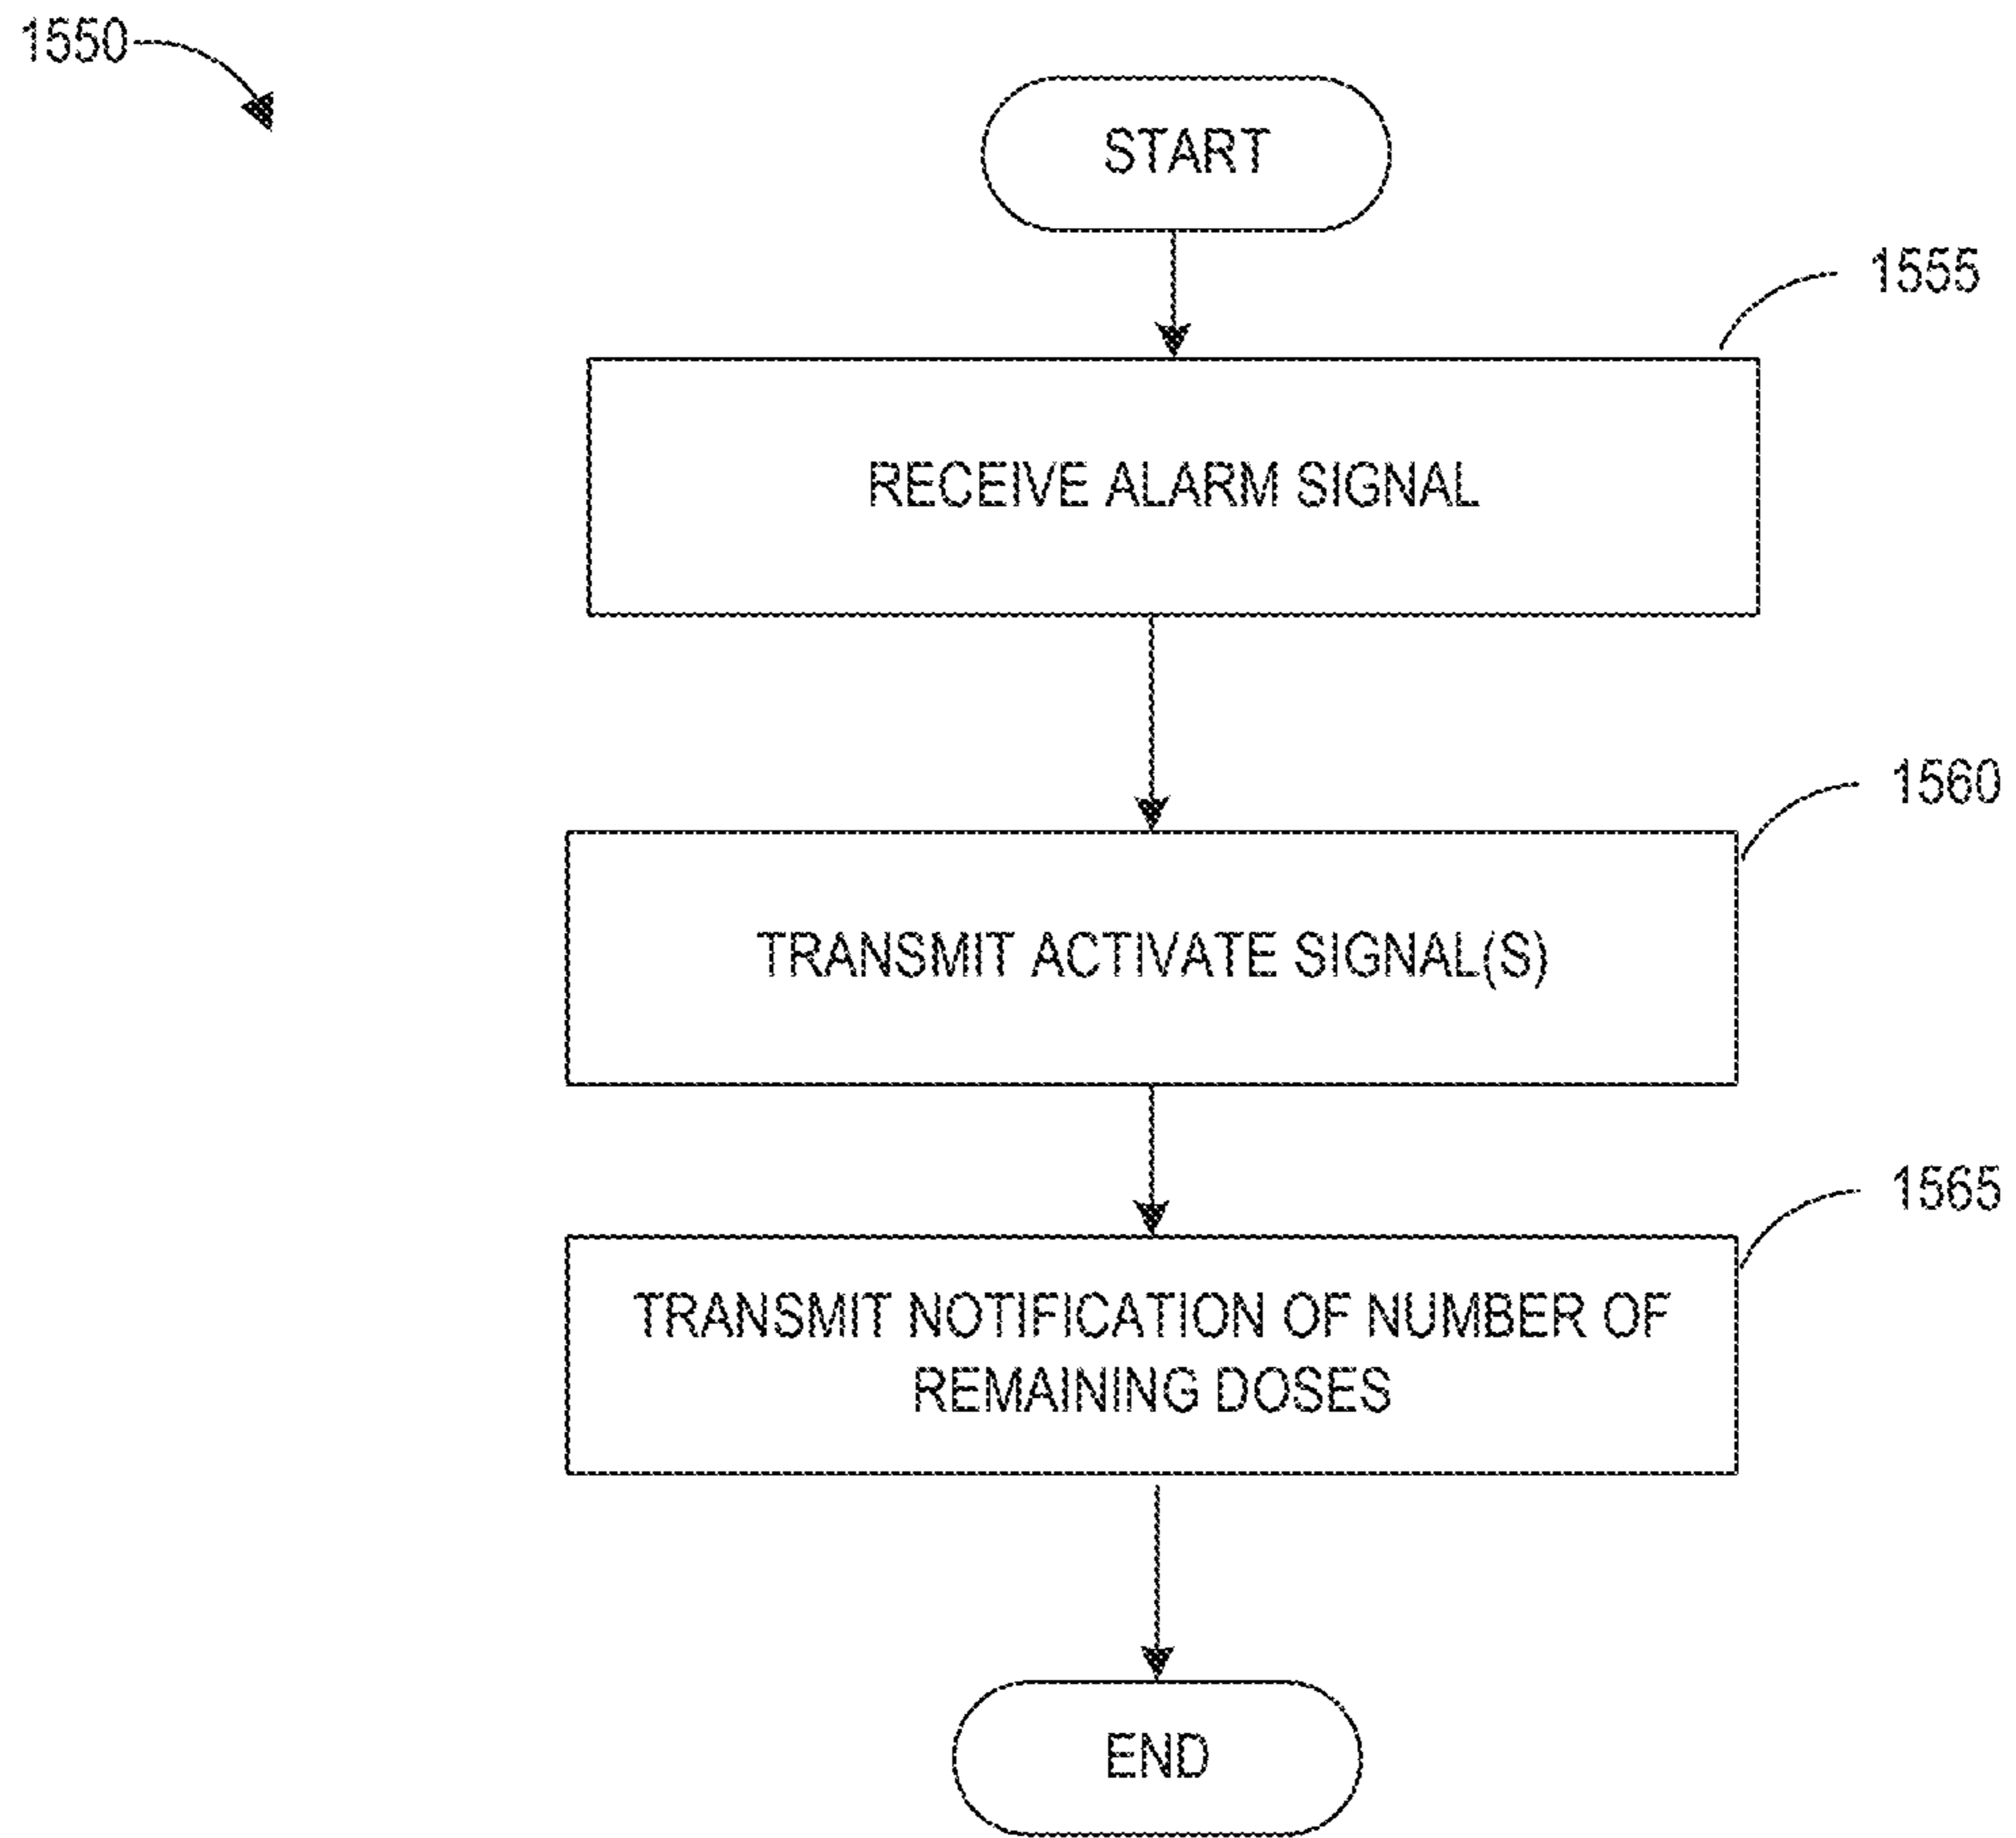 1550
START
1555
RECEIVE ALARM SIGNAL
1560
TRANSMIT ACTIVATE SIGNAL(S)
1565
TRANSMIT NOTIFICATION OF NUMBER OF
REMAINING DOSES
END